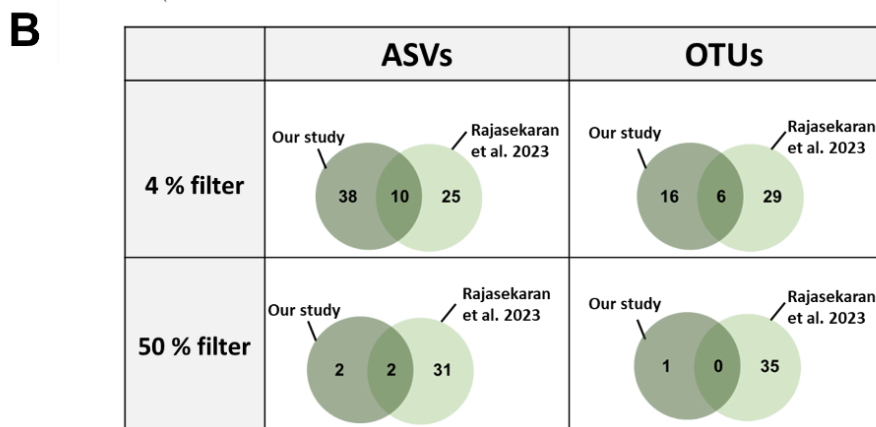 B
ASVs
OTUs
4 % filter
Our study
Rajasekaran
et al. 2023
38
10
25
Our study
Rajasekaran
et al. 2023
16
6
29
50 % filter
Our study
Rajasekaran
et al. 2023
2
2
31
Our study
Rajasekaran
et al. 2023
1
0
35